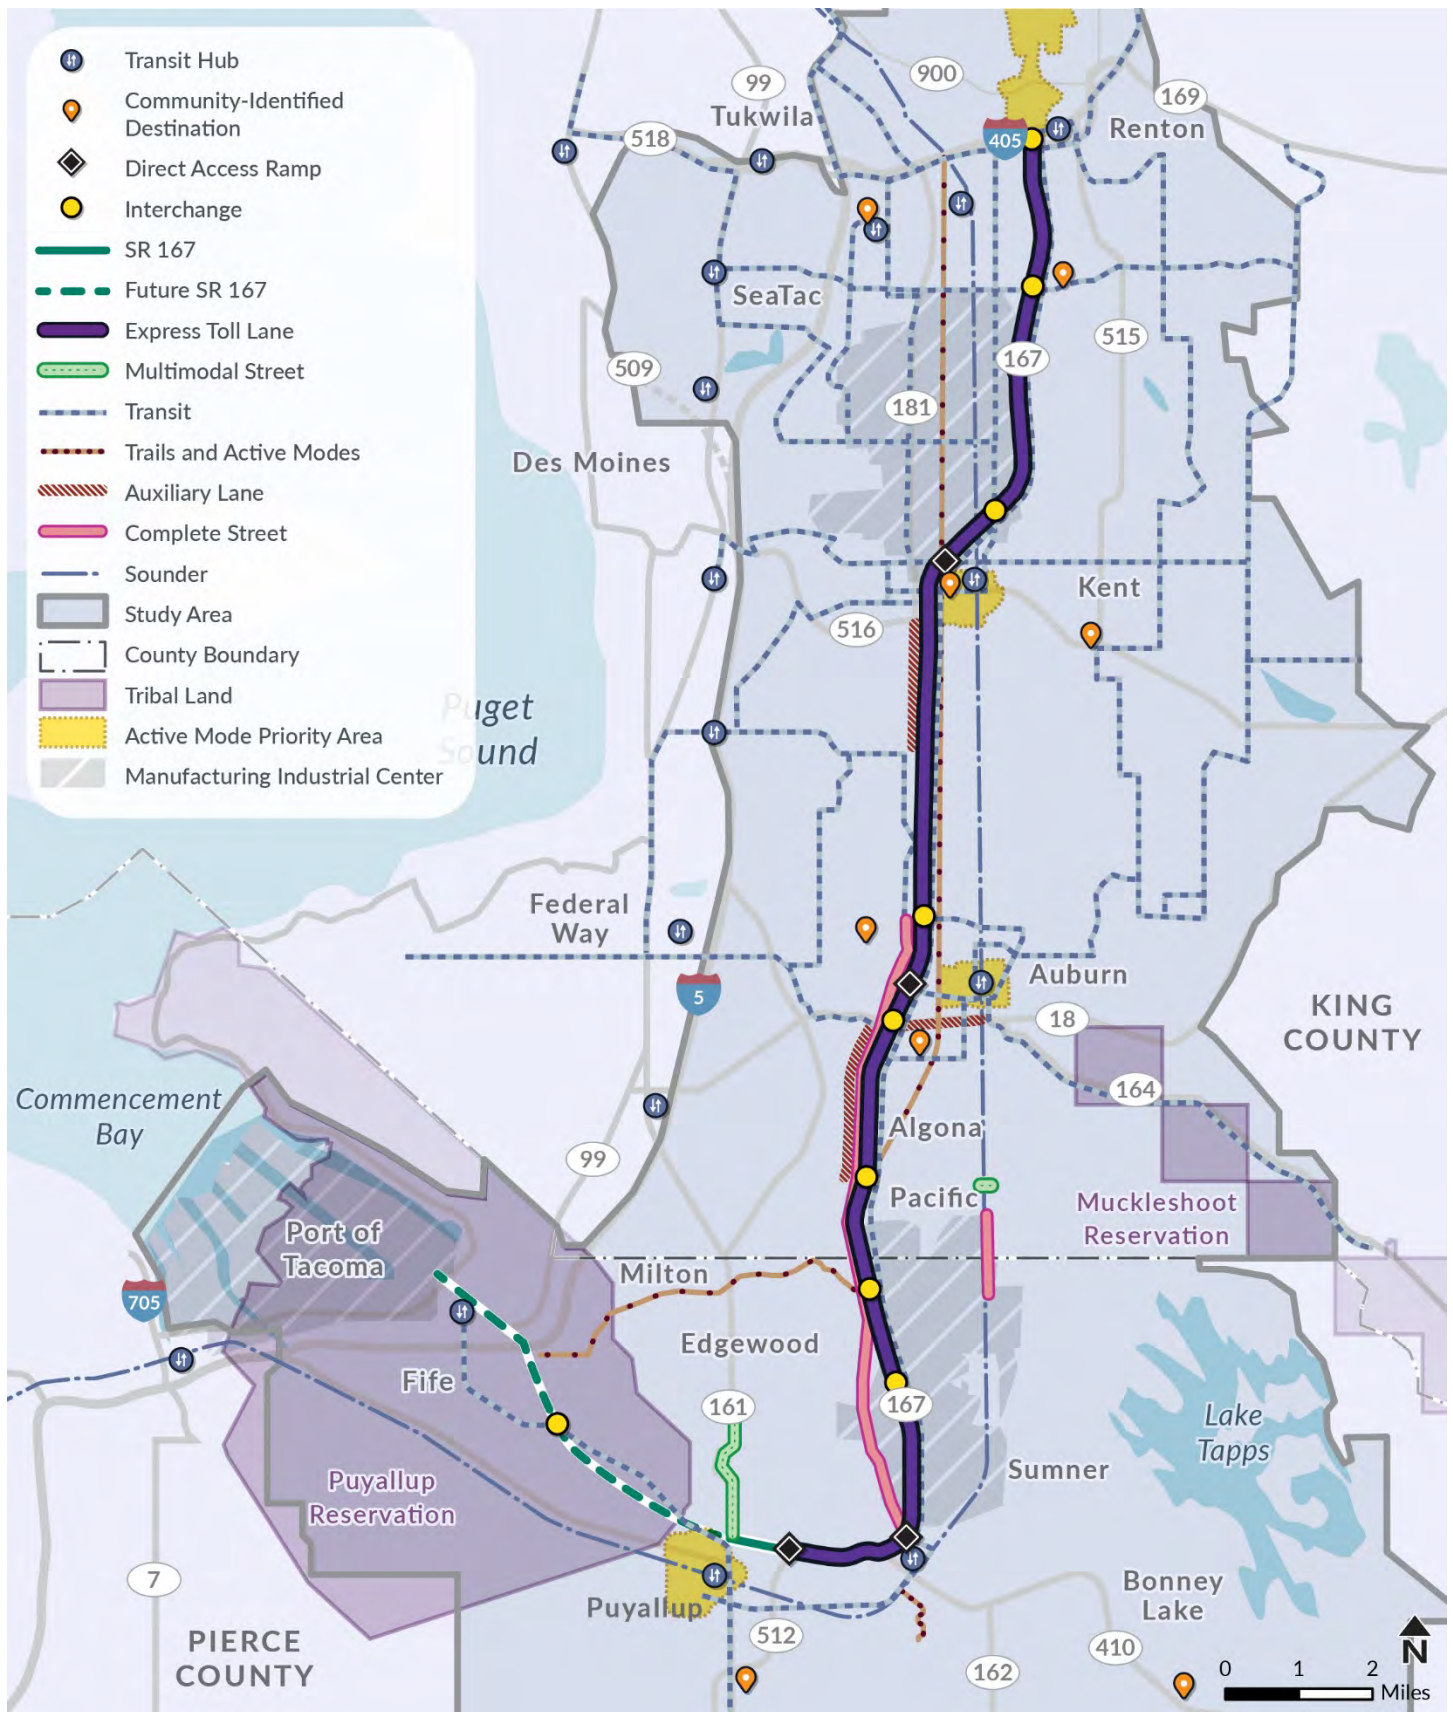 Transit Hub
Community-Identified
Destination
Direct Access Ramp
Interchange
SR 167
Future SR 167
Express Toll Lane
Multimodal Street
Transit
Trails and Active Modes
Auxiliary Lane
Complete Street
Sounder
Study Area
County Boundary
Tribal Land
Active Mode Priority Area
Manufacturing Industrial Center
99
900
169
Tukwila
Renton
518
405
SeaTac
515
509
167
181
Des Moines
Kent
516
Puget
Sound
Federal
Way
Auburn
5
18
KING
COUNTY
164
Commencement
Bay
Algona
99
Pacific
Muckleshoot
Reservation
Port of
Tacoma
Milton
705
Edgewood
Fife
161
167
Lake
Tapps
Sumner
Puyallup
Reservation
7
Bonney
Lake
Puyallup
512
410
PIERCE
COUNTY
162
N
0 1 2
Miles